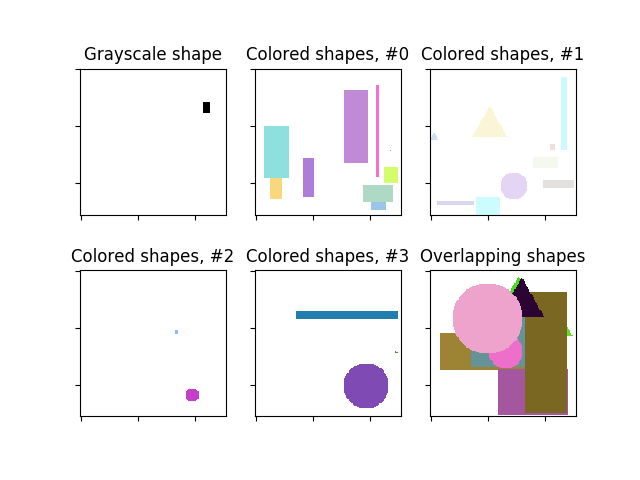 Grayscale shape
Colored shapes, #0
Colored shapes, #1
Colored shapes, #2
Colored shapes, #3
Overlapping shapes